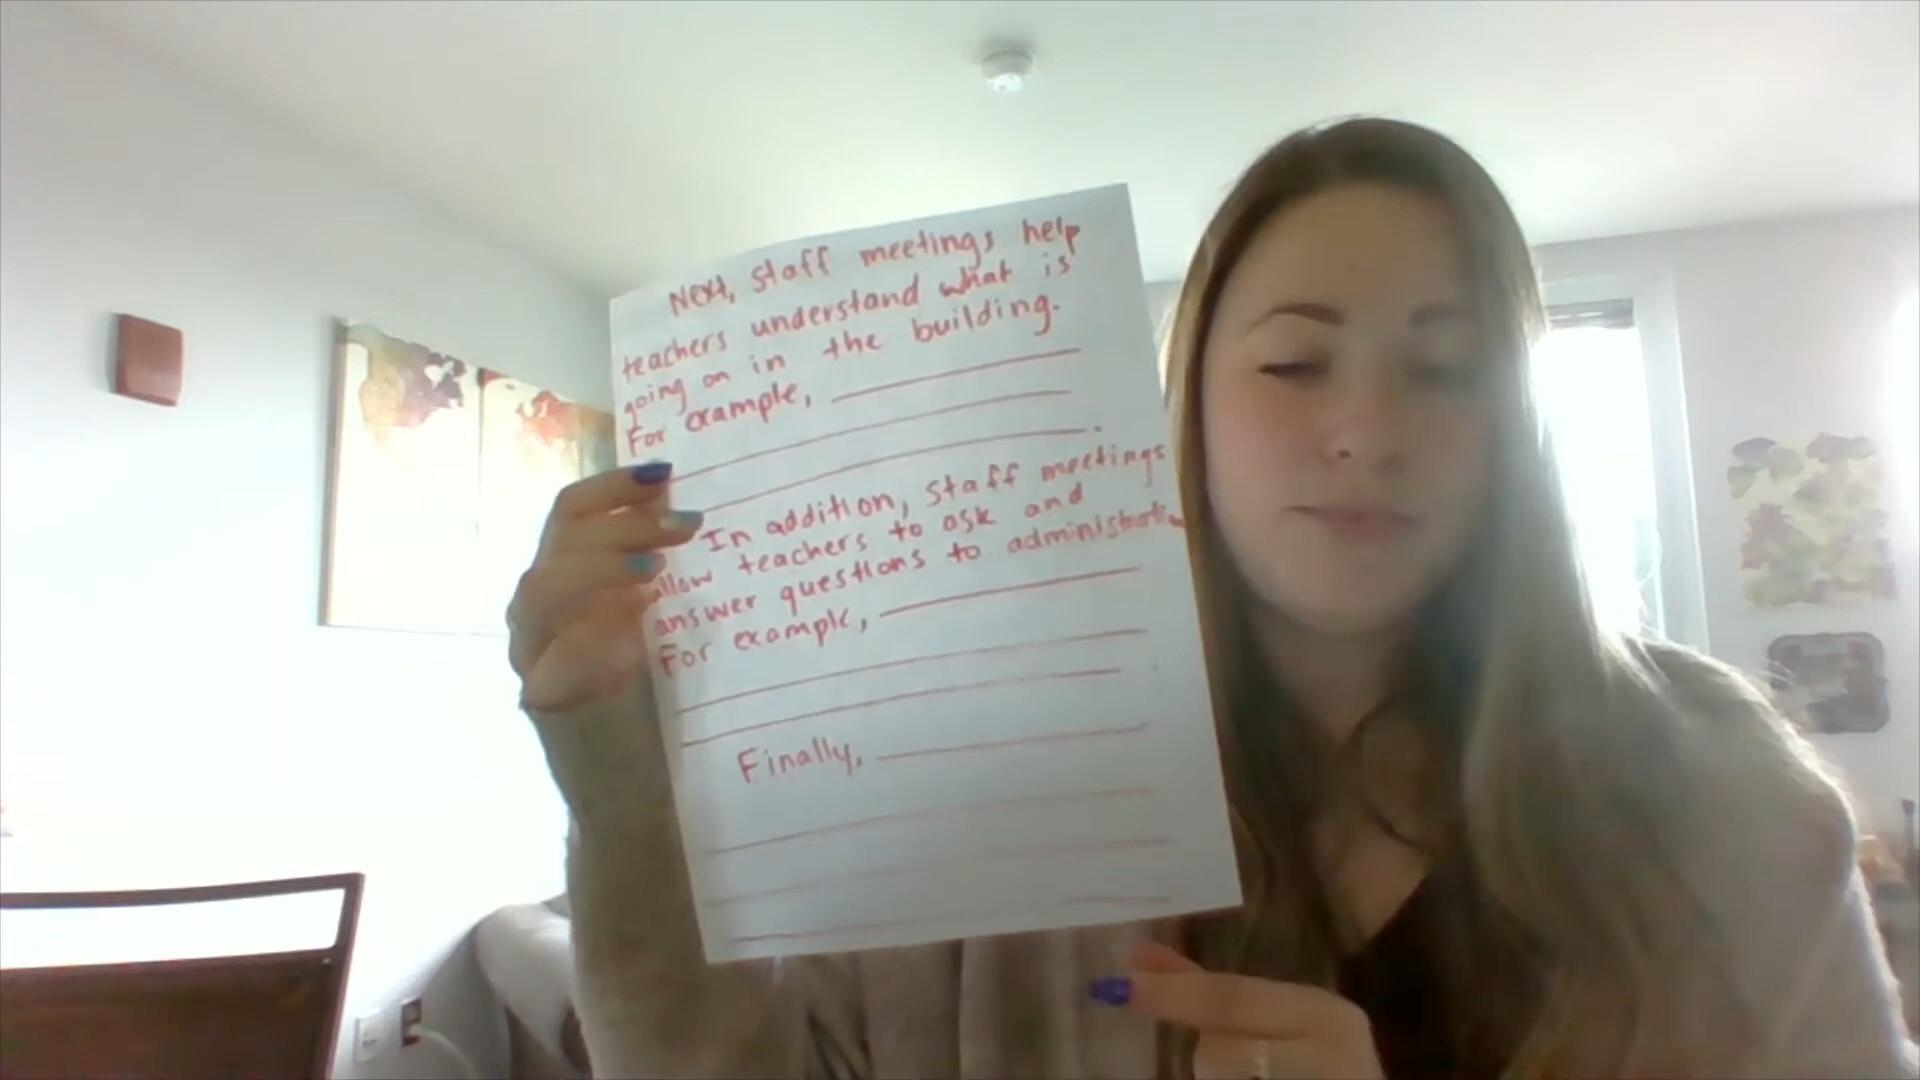 Next, staff meetings help
teachers understand what is
going on in the building.
For example,
.
In addition, staff meetings
allow teachers to ask and
answer questions to administration
For example,
Finally,